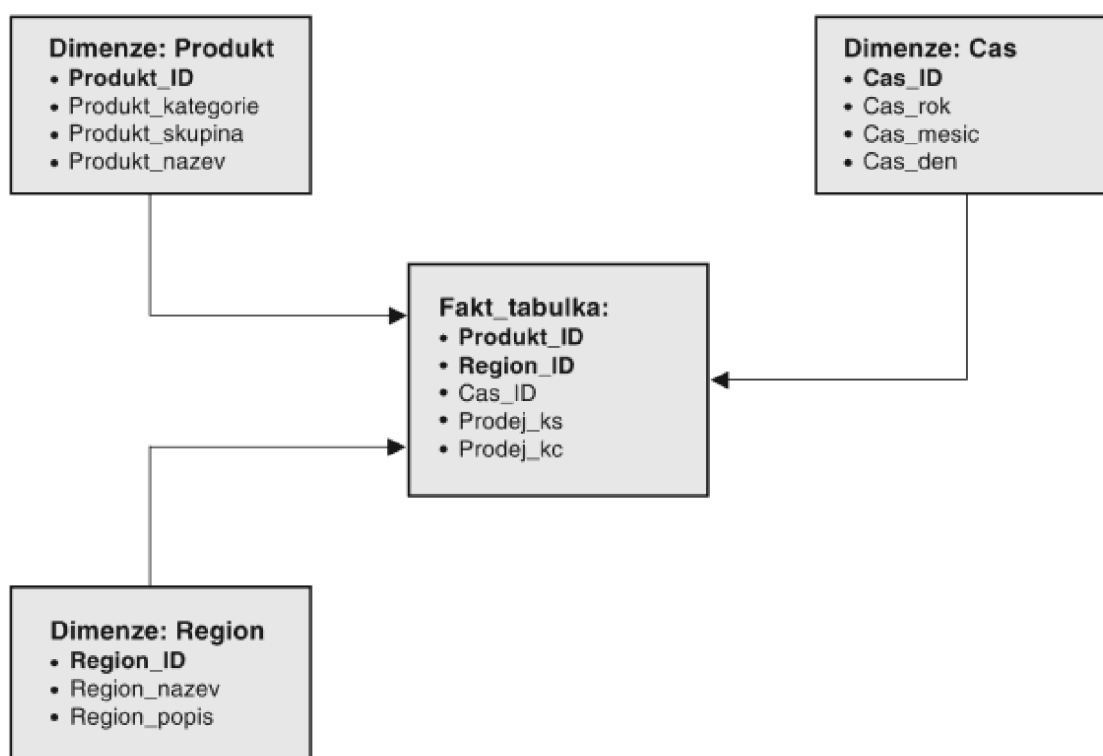 Dimenze: Produkt
• Produkt_ID
• Produkt_kategorie
• Produkt_skupina
• Produkt_nazev
Dimenze: Cas
• Cas_ID
• Cas_rok
• Cas_mesic
• Cas_den
Fakt_tabulka:
• Produkt_ID
• Region_ID
• Cas_ID
• Prodej_ks
• Prodej_kc
Dimenze: Region
• Region_ID
• Region_nazev
• Region_popis